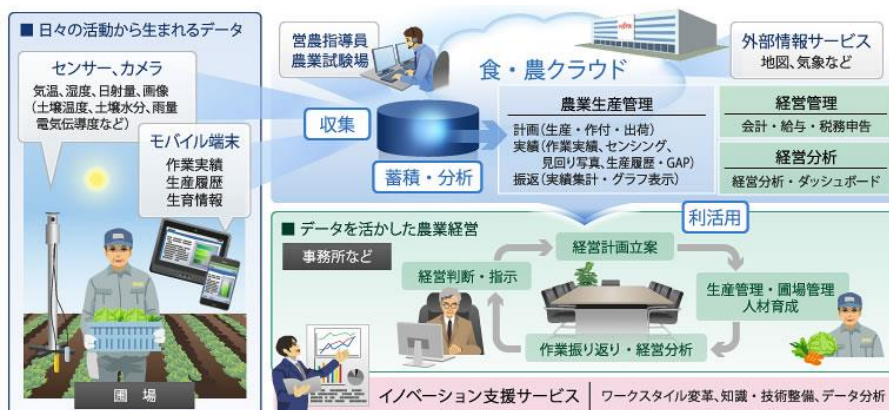 ■ 日々の活動から生まれるデータ
センサー、カメラ
気温、湿度、日射量、画像
(土壌温度、土壌水分、雨量
電気伝導度など)
モバイル端末
作業実績
生産履歴
生育情報
圃 場
営農指導員
農業試験場
収集
蓄積・分析
食・農クラウド
FUJITSU
外部情報サービス
地図、気象など
農業生産管理
計画(生産・作付・出荷)
実績(作業実績、センシング、
見回り写真、生産履歴・GAP)
振返(実績集計・グラフ表示)
経営管理
会計・給与・税務申告
経営分析
経営分析・ダッシュボード
利活用
■ データを活かした農業経営
事務所など
経営計画立案
経営判断・指示
生産管理・圃場管理
人材育成
作業振り返り・経営分析
イノベーション支援サービス
ワークスタイル変革、知識・技術整備、データ分析